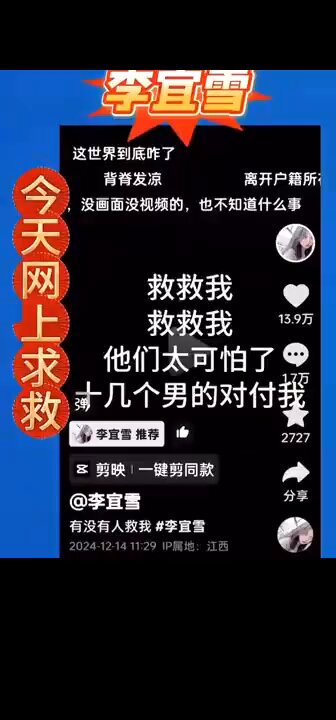 李宜雪
今天网上求救
这世界到底咋了
背脊发凉
离开户籍所在
，没画面没视频的，也不知道什么事
救救我
救救我
他们太可怕了
十几个男的对付我
13.9万
1.7万
2727
分享
李宜雪 推荐
剪映 | 一键剪同款
@李宜雪
有没有人救我 #李宜雪
2024-12-14 11:29 IP属地：江西